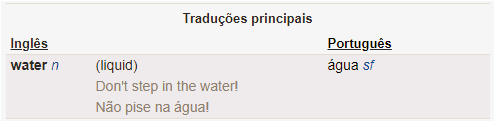 Traduções principais
Inglês Português
water n (liquid) água sf
Don't step in the water!
Não pise na água!